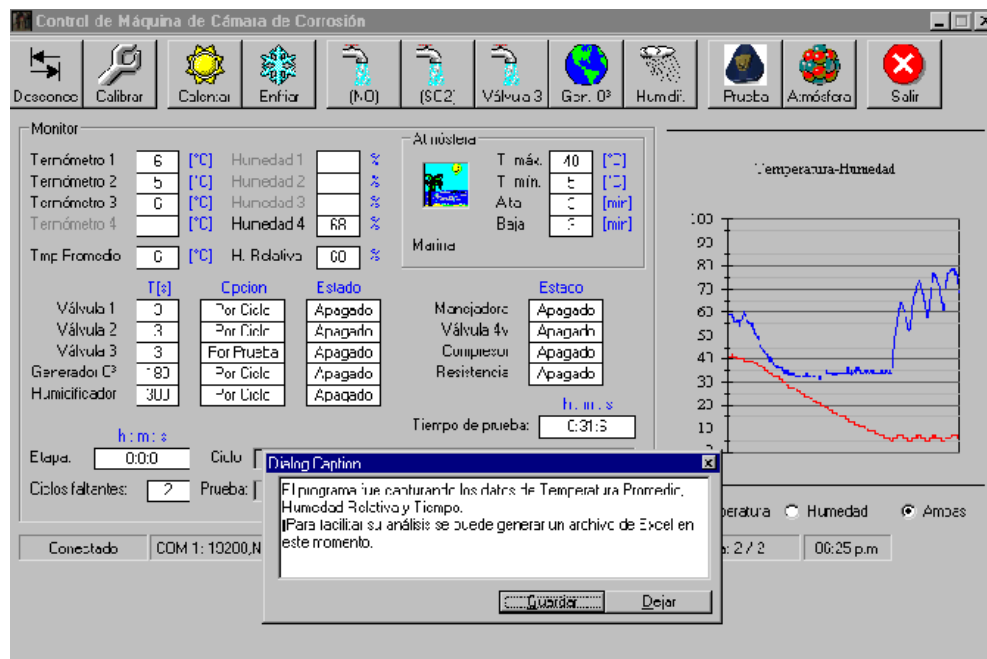 Control de Máquina de Cámara de Corrosión
Desconec Calibrar Calentar Enfriar (NO) (SO2) Válvula 3 Gen. O³ Humdif. Prueba Atmósfera Salir
Monitor
Atmósfera
Termómetro 1 6 [°C] Humedad 1 %
Termómetro 2 5 [°C] Humedad 2 %
Termómetro 3 6 [°C] Humedad 3 %
Termómetro 4 [°C] Humedad 4 68 %
Tmp Promedio 6 [°C] H. Relativa 60 %
T máx. 40 [°C]
T mín. 5 [°C]
Alta [min]
Baja [min]
Marina
T[s] Opcion Estado
Válvula 1 Por Ciclo Apagado
Válvula 2 3 Por Ciclo Apagado
Válvula 3 3 Por Prueba Apagado
Generador O³ 180 Por Ciclo Apagado
Humidificador 300 Por Ciclo Apagado
Estado
Manejadora Apagado
Válvula 4v Apagado
Compresor Apagado
Resistencia Apagado
h : m : s
Tiempo de prueba: 0:31:6
h : m : s
Etapa: 0:0:0 Ciclo
Ciclos faltantes: 2 Prueba:
Temperatura-Humedad
100
90
80
70
60
50
40
30
20
10
peratura Humedad Ambas
Conectado COM 1: 19200,N a: 2 / 2 06:25 p.m
Dialog Caption
El programa fue capturando los datos de Temperatura Promedio,
Humedad Relativa y Tiempo.
Para facilitar su análisis se puede generar un archivo de Excel en
este momento.
Guardar Dejar